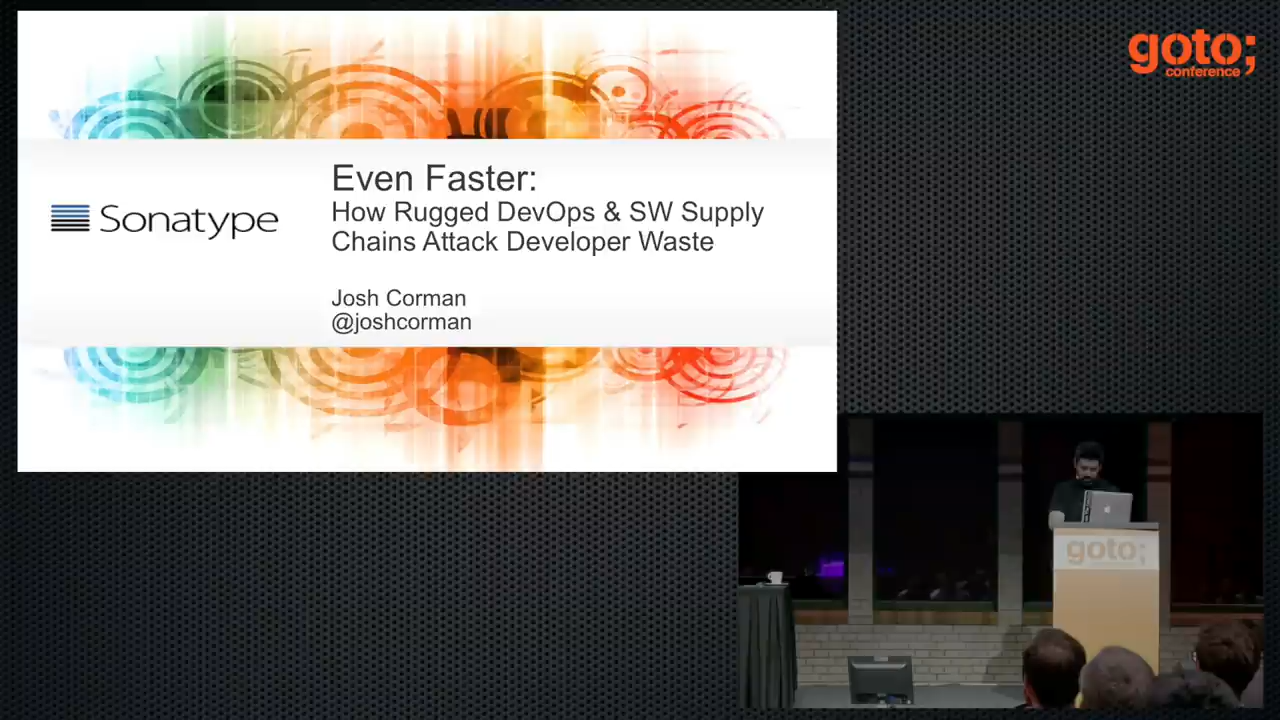 goto;
conference
Sonatype
Even Faster:
How Rugged DevOps & SW Supply
Chains Attack Developer Waste
Josh Corman
@joshcorman
goto;